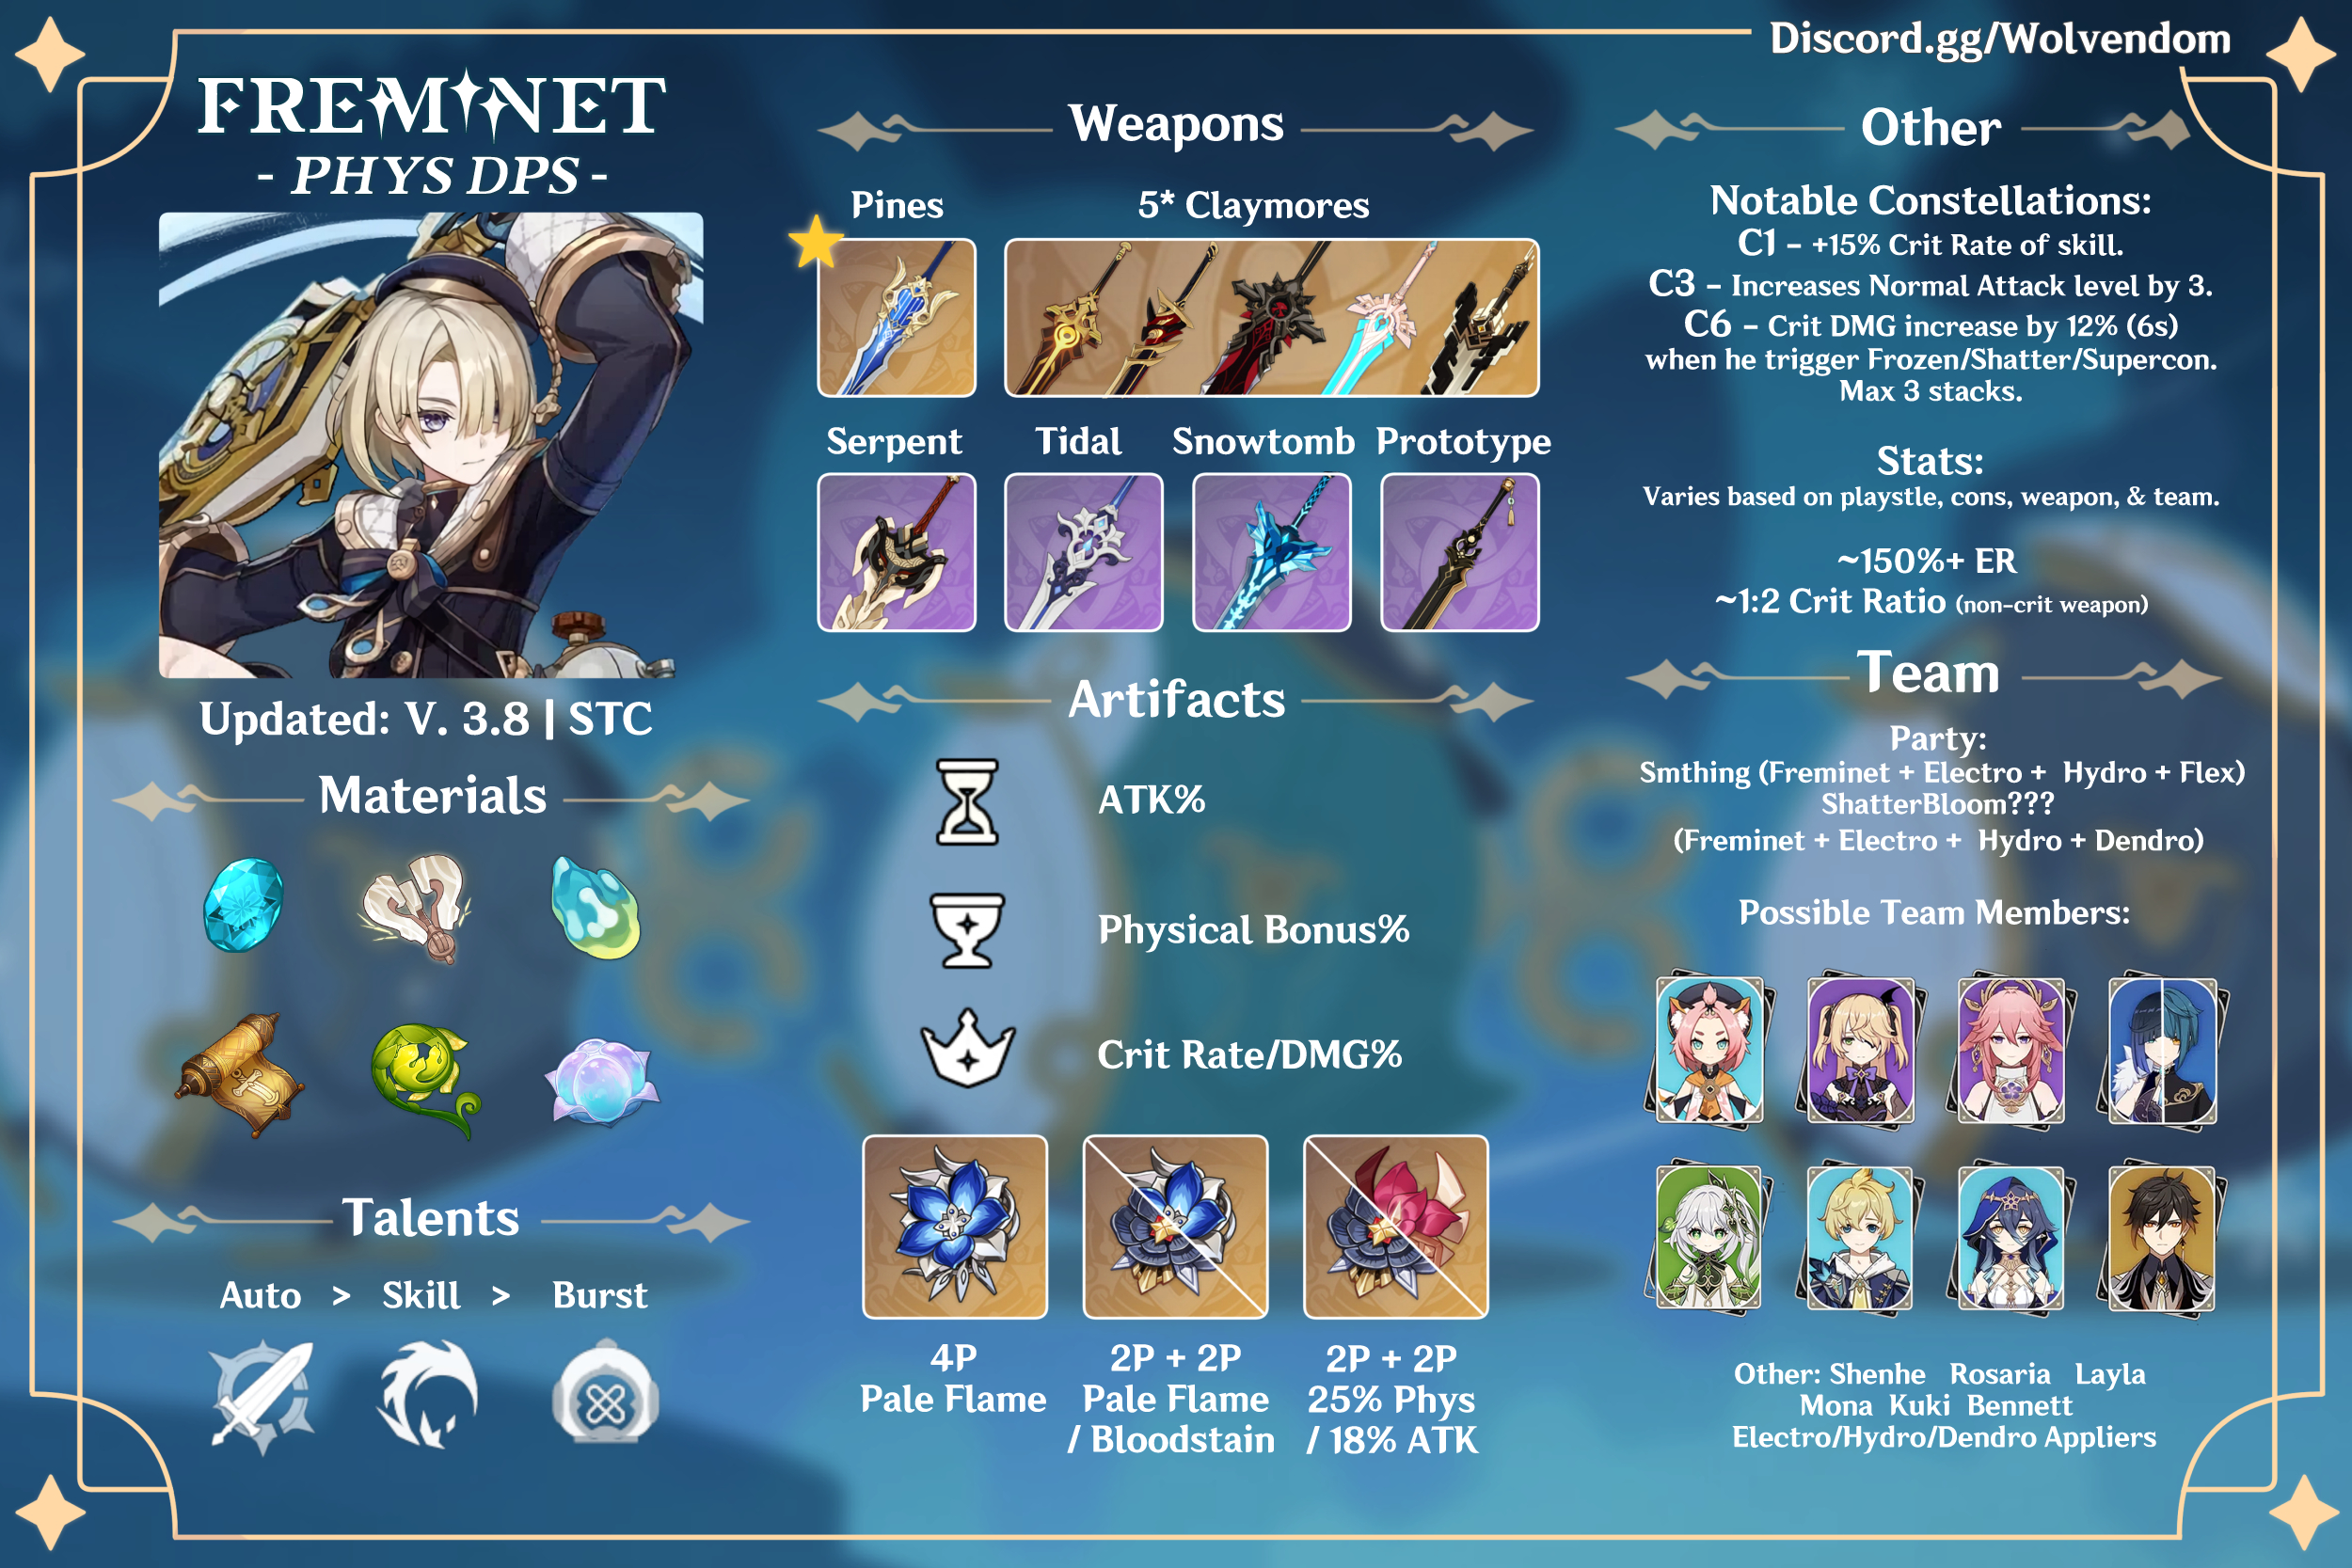 Discord.gg/Wolvendom
FREMINET
- PHYS DPS -
Updated: V. 3.8 | STC
Materials
Talents
Auto > Skill > Burst
Weapons
Pines
5* Claymores
Serpent
Tidal
Snowtomb
Prototype
Artifacts
ATK%
Physical Bonus%
Crit Rate/DMG%
4P
Pale Flame
2P + 2P
Pale Flame
/ Bloodstain
2P + 2P
25% Phys
/ 18% ATK
Other
Notable Constellations:
C1 - +15% Crit Rate of skill.
C3 - Increases Normal Attack level by 3.
C6 - Crit DMG increase by 12% (6s)
when he trigger Frozen/Shatter/Supercon.
Max 3 stacks.
Stats:
Varies based on playstle, cons, weapon, & team.
~150%+ ER
~1:2 Crit Ratio (non-crit weapon)
Team
Party:
Smthing (Freminet + Electro + Hydro + Flex)
ShatterBloom???
(Freminet + Electro + Hydro + Dendro)
Possible Team Members:
Other: Shenhe Rosaria Layla
Mona Kuki Bennett
Electro/Hydro/Dendro Appliers